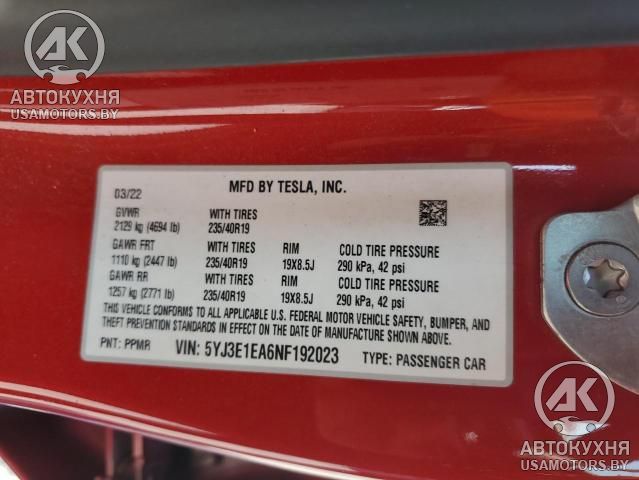 АК
АВТОКУХНЯ
USAMOTORS.BY
MFD BY TESLA, INC.
03/22
GVWR WITH TIRES
2129 kg (4694 lb) 235/40R19
GAWR FRT WITH TIRES RIM COLD TIRE PRESSURE
1110 kg (2447 lb) 235/40R19 19X8.5J 290 kPa, 42 psi
GAWR RR WITH TIRES RIM COLD TIRE PRESSURE
1257 kg (2771 lb) 235/40R19 19X8.5J 290 kPa, 42 psi
THIS VEHICLE CONFORMS TO ALL APPLICABLE U.S. FEDERAL MOTOR VEHICLE SAFETY, BUMPER, AND
THEFT PREVENTION STANDARDS IN EFFECT ON THE DATE OF MANUFACTURE SHOWN ABOVE.
PNT: PPMR VIN: 5YJ3E1EA6NF192023 TYPE: PASSENGER CAR
АК
АВТОКУХНЯ
USAMOTORS.BY